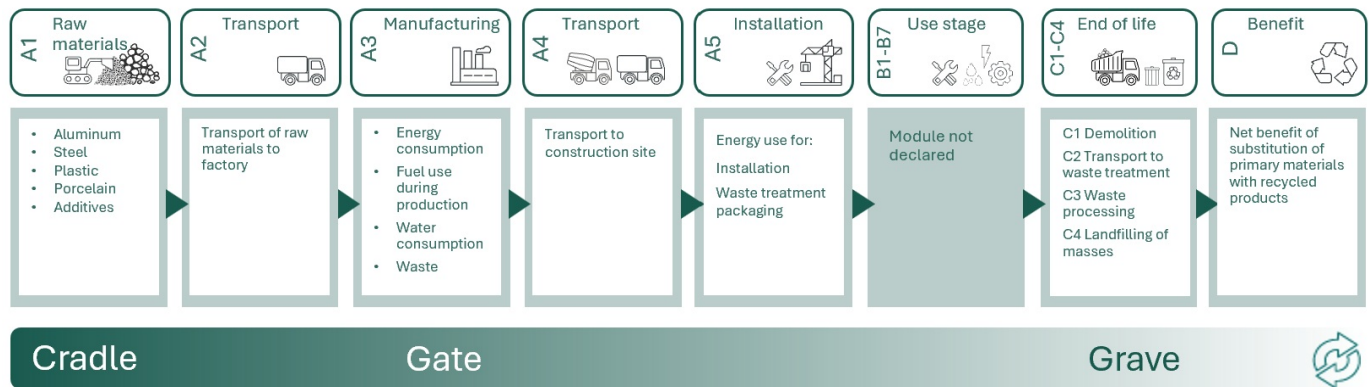 A1
Raw
materials
A2
Transport
A3
Manufacturing
A4
Transport
A5
Installation
B1-B7
Use stage
C1-C4
End of life
D
Benefit
• Aluminum
• Steel
• Plastic
• Porcelain
• Additives
Transport of raw
materials to
factory
• Energy
consumption
• Fuel use
during
production
• Water
consumption
• Waste
Transport to
construction site
Energy use for:
Installation
Waste treatment
packaging
Module not
declared
C1 Demolition
C2 Transport to
waste treatment
C3 Waste
processing
C4 Landfilling of
masses
Net benefit of
substitution of
primary materials
with recycled
products
Cradle
Gate
Grave